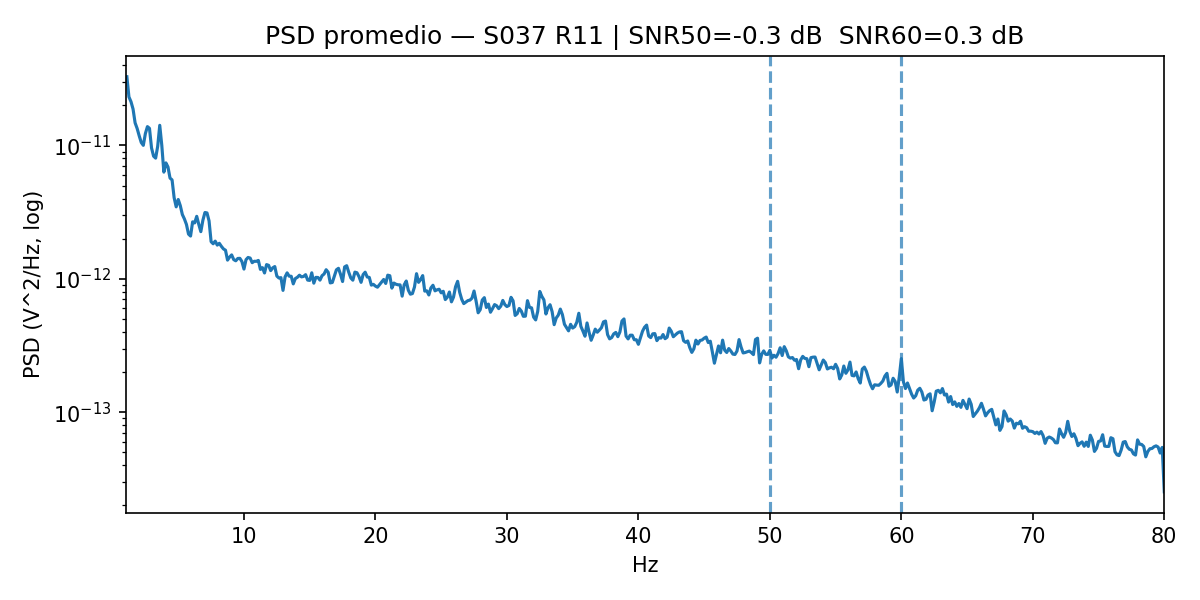 PSD promedio — S037 R11 | SNR50=-0.3 dB  SNR60=0.3 dB
PSD (V^2/Hz, log)
10⁻¹¹
10⁻¹²
10⁻¹³
10 20 30 40 50 60 70 80
Hz